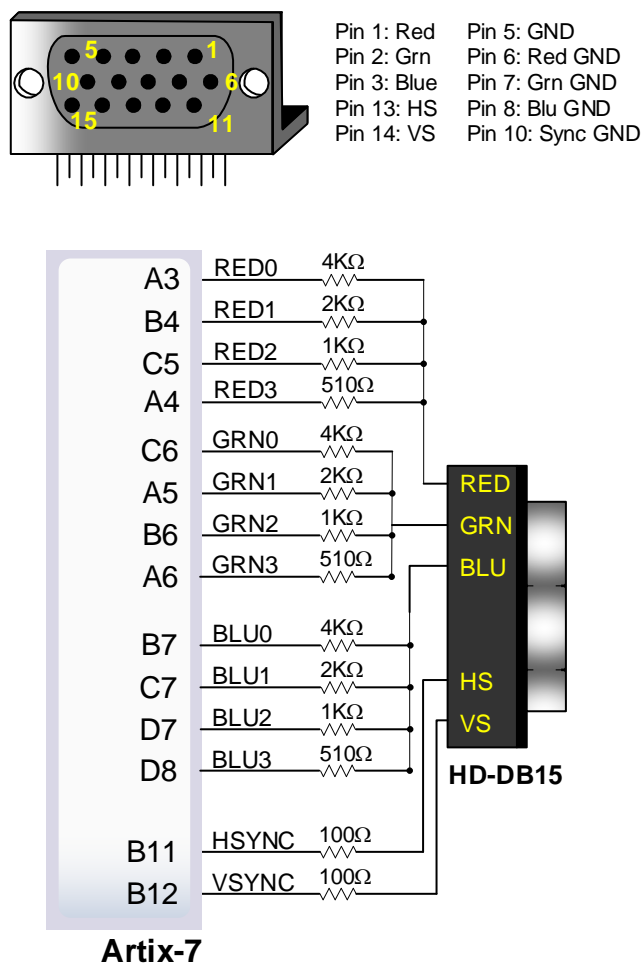 5 1
10 6
15 11
Pin 1: Red Pin 5: GND
Pin 2: Grn Pin 6: Red GND
Pin 3: Blue Pin 7: Grn GND
Pin 13: HS Pin 8: Blu GND
Pin 14: VS Pin 10: Sync GND
A3 RED0 4KΩ
B4 RED1 2KΩ
C5 RED2 1KΩ
A4 RED3 510Ω
C6 GRN0 4KΩ
A5 GRN1 2KΩ
B6 GRN2 1KΩ
A6 GRN3 510Ω
B7 BLU0 4KΩ
C7 BLU1 2KΩ
D7 BLU2 1KΩ
D8 BLU3 510Ω
B11 HSYNC 100Ω
B12 VSYNC 100Ω
RED
GRN
BLU
HS
VS
HD-DB15
Artix-7